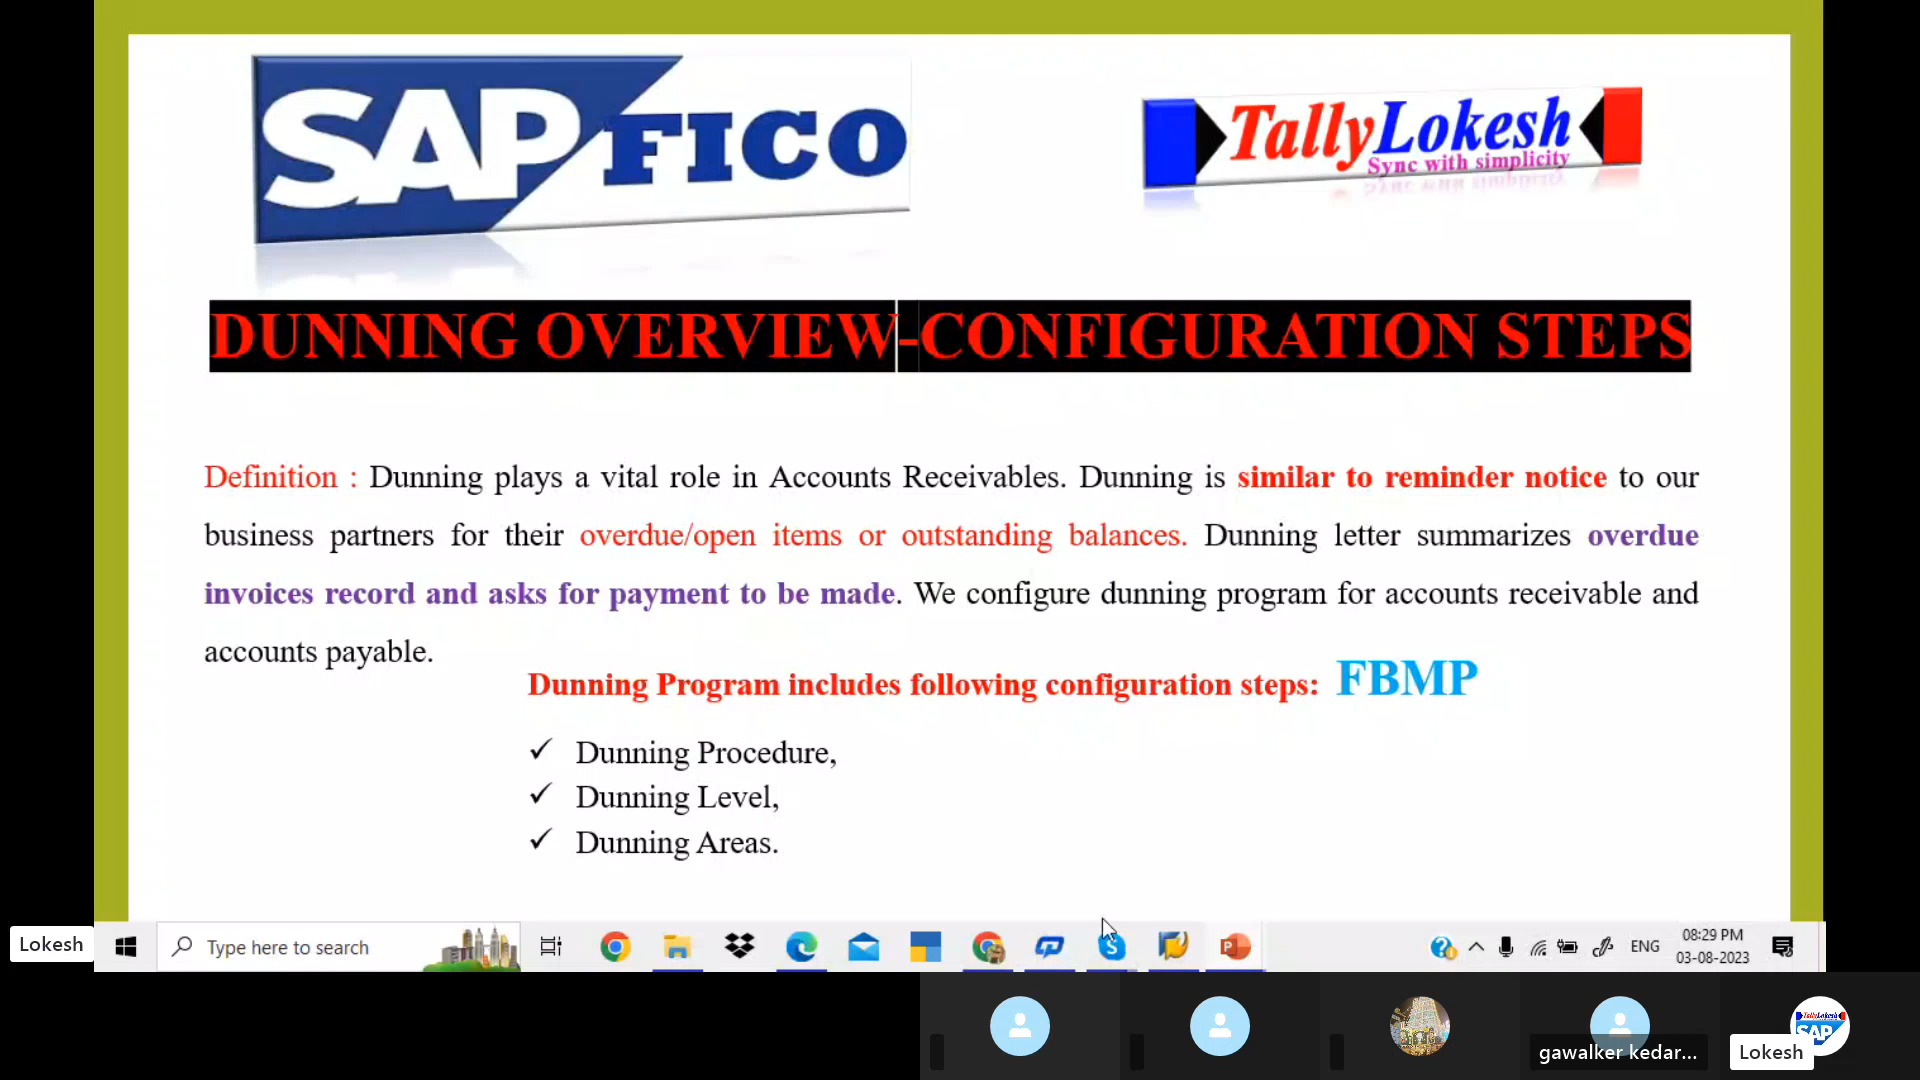 SAP FICO
TallyLokesh
Sync with simplicity
DUNNING OVERVIEW-CONFIGURATION STEPS
Definition : Dunning plays a vital role in Accounts Receivables. Dunning is similar to reminder notice to our
business partners for their overdue/open items or outstanding balances. Dunning letter summarizes overdue
invoices record and asks for payment to be made. We configure dunning program for accounts receivable and
accounts payable.
Dunning Program includes following configuration steps: FBMP
✓ Dunning Procedure,
✓ Dunning Level,
✓ Dunning Areas.
Lokesh
Type here to search
ENG
08:29 PM
03-08-2023
TallyLokesh
SAP
gawalker kedar...
Lokesh